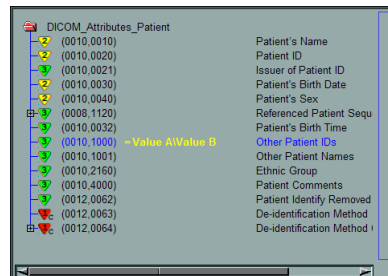 DICOM_Attributes_Patient
2 (0010,0010) Patient's Name
2 (0010,0020) Patient ID
3 (0010,0021) Issuer of Patient ID
2 (0010,0030) Patient's Birth Date
2 (0010,0040) Patient's Sex
3 (0008,1120) Referenced Patient Sequ
3 (0010,0032) Patient's Birth Time
3 (0010,1000) =Value A\Value B Other Patient IDs
3 (0010,1001) Other Patient Names
3 (0010,2160) Ethnic Group
3 (0010,4000) Patient Comments
3 (0012,0062) Patient Identify Removed
1C (0012,0063) De-identification Method
1C (0012,0064) De-identification Method (